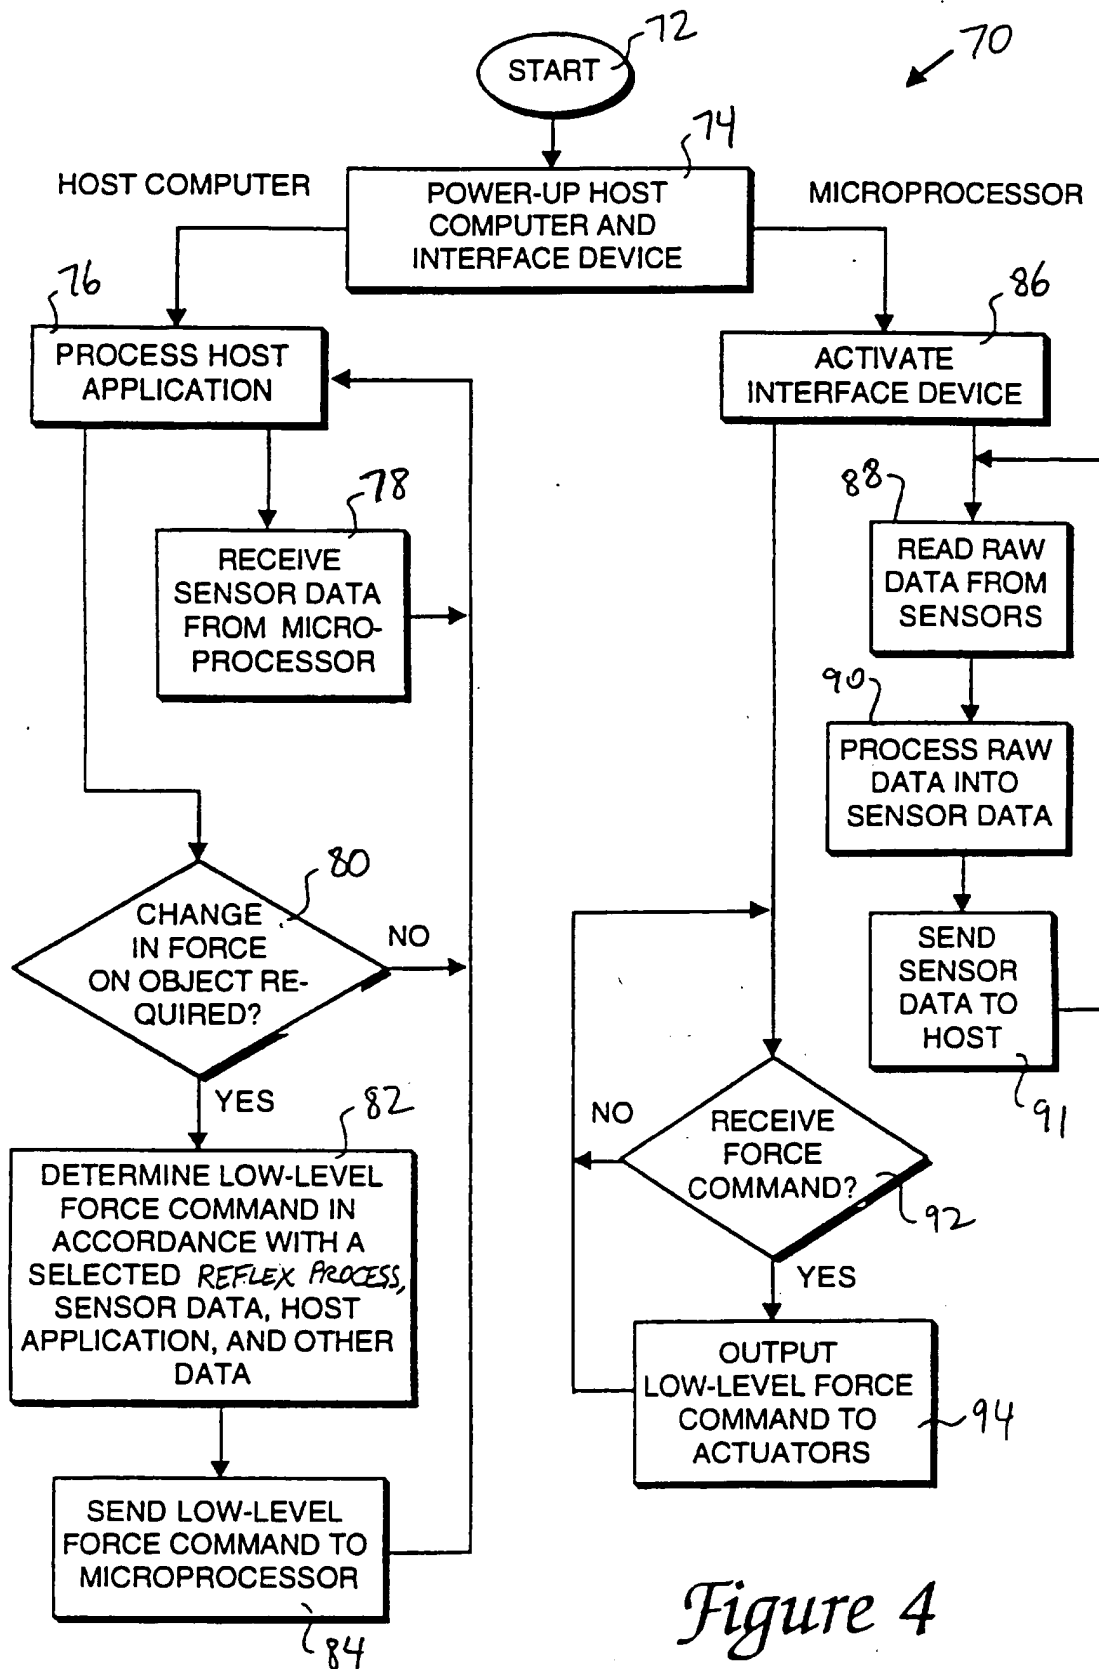 72
START
70
74
HOST COMPUTER
POWER-UP HOST
COMPUTER AND
INTERFACE DEVICE
MICROPROCESSOR
76
PROCESS HOST
APPLICATION
86
ACTIVATE
INTERFACE DEVICE
78
RECEIVE
SENSOR DATA
FROM MICRO-
PROCESSOR
88
READ RAW
DATA FROM
SENSORS
90
PROCESS RAW
DATA INTO
SENSOR DATA
80
CHANGE
IN FORCE
ON OBJECT RE-
QUIRED?
NO
YES
SEND
SENSOR
DATA TO
HOST
91
82
DETERMINE LOW-LEVEL
FORCE COMMAND IN
ACCORDANCE WITH A
SELECTED REFLEX PROCESS,
SENSOR DATA, HOST
APPLICATION, AND OTHER
DATA
NO
RECEIVE
FORCE
COMMAND?
92
YES
OUTPUT
LOW-LEVEL FORCE
COMMAND TO
ACTUATORS
94
SEND LOW-LEVEL
FORCE COMMAND TO
MICROPROCESSOR
84
Figure 4